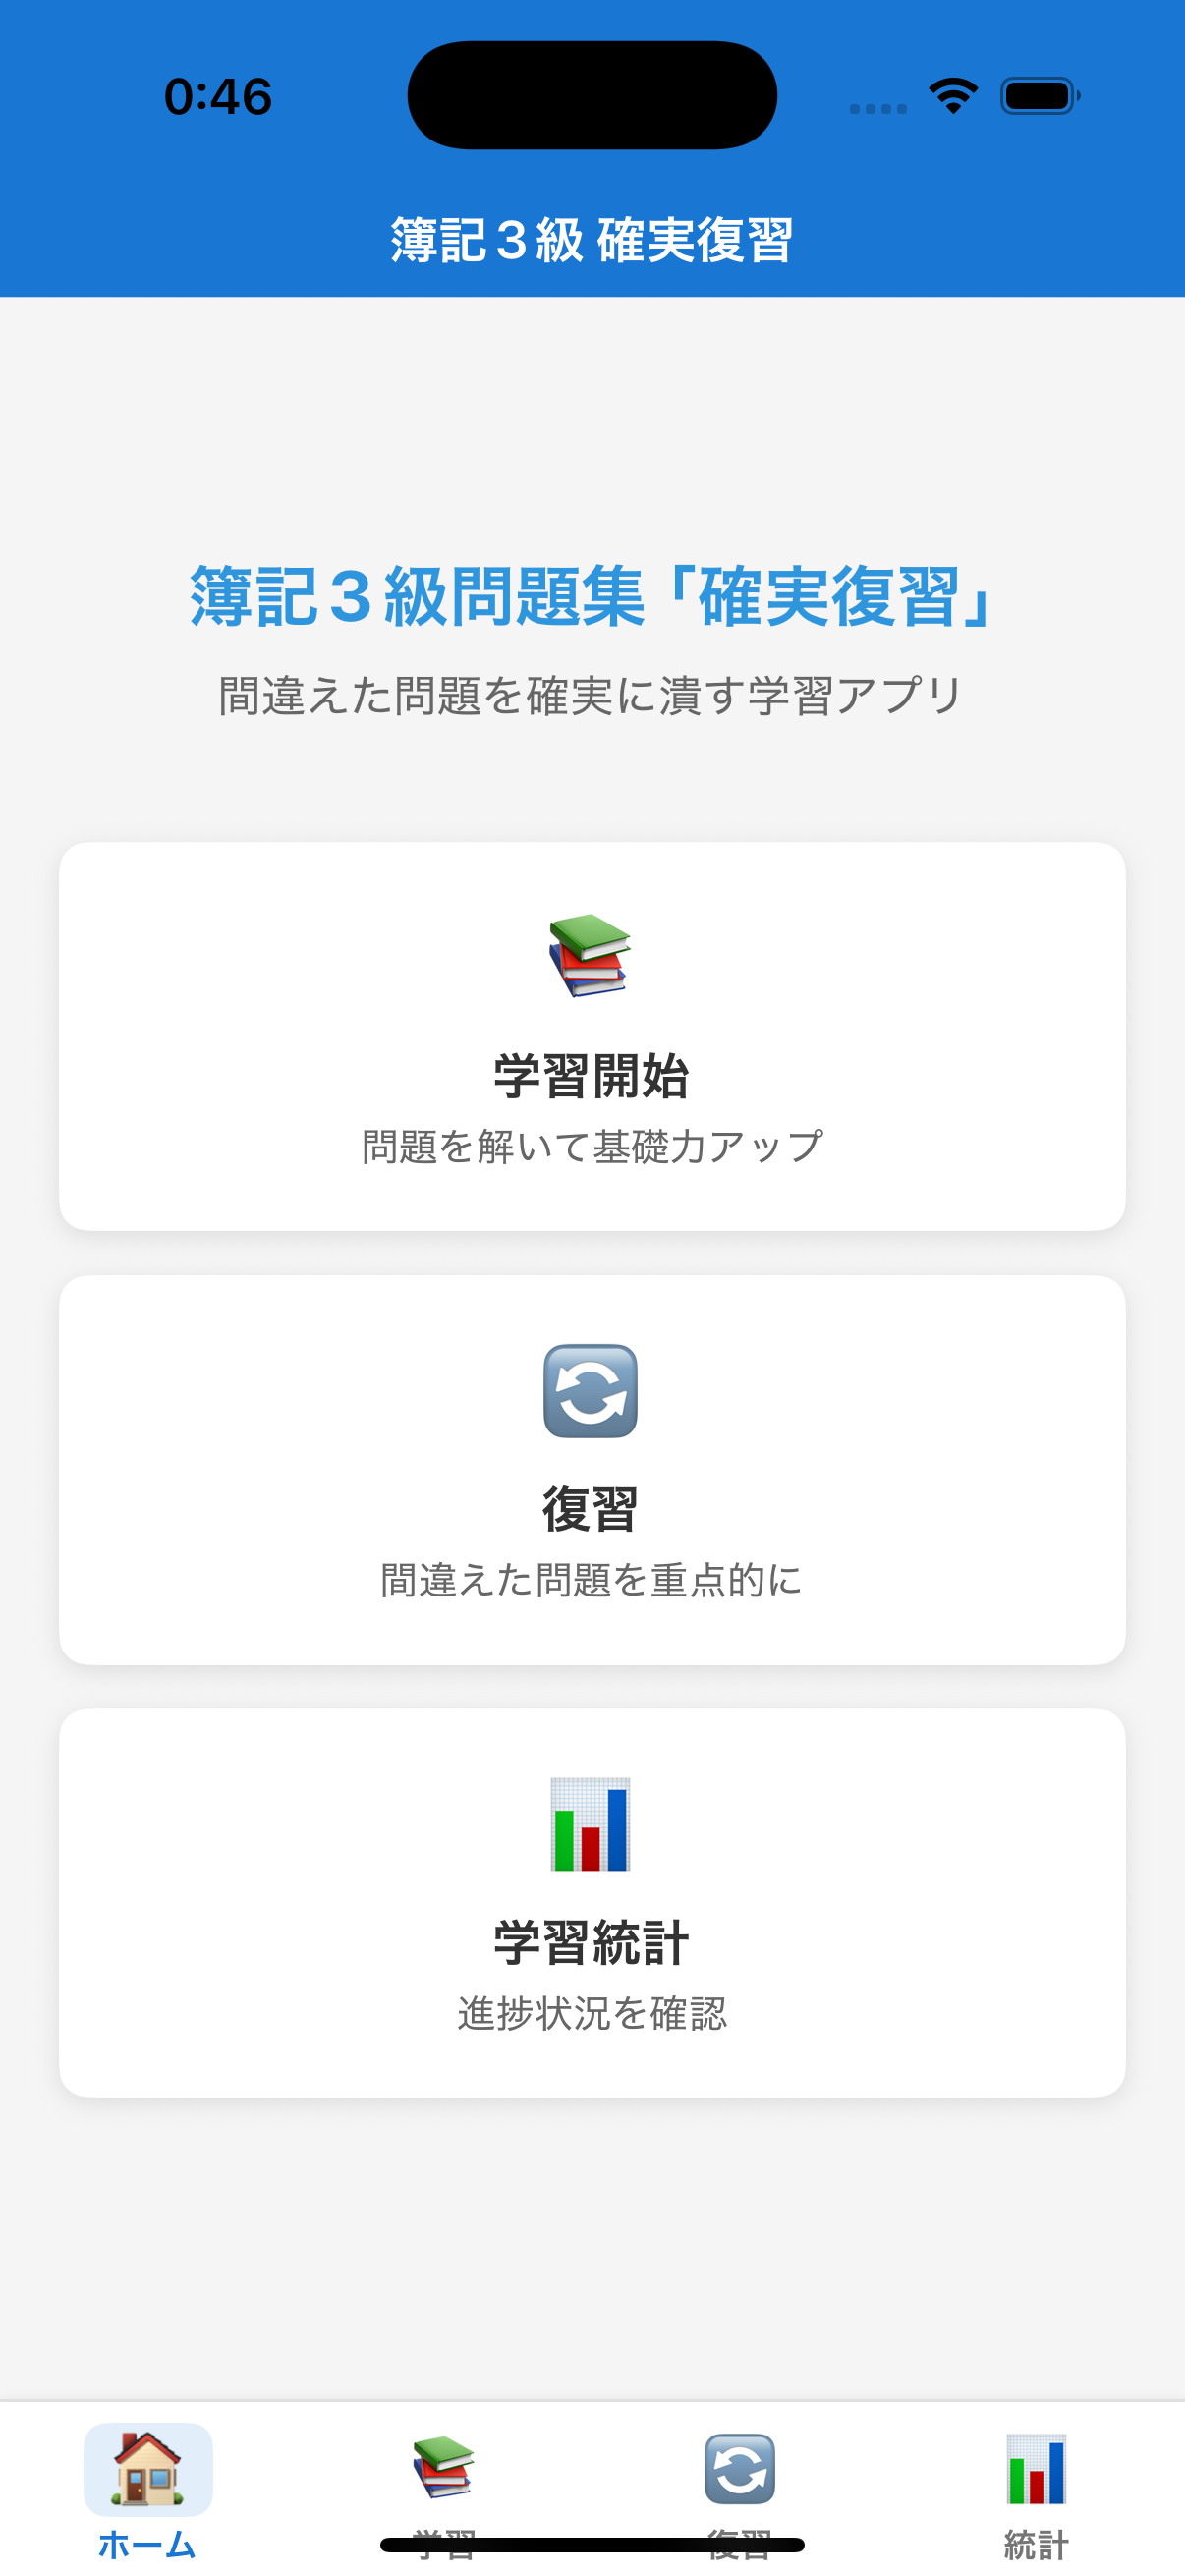 0:46
簿記3級 確実復習
簿記3級問題集「確実復習」
間違えた問題を確実に潰す学習アプリ
学習開始
問題を解いて基礎力アップ
復習
間違えた問題を重点的に
学習統計
進捗状況を確認
ホーム 学習 復習 統計